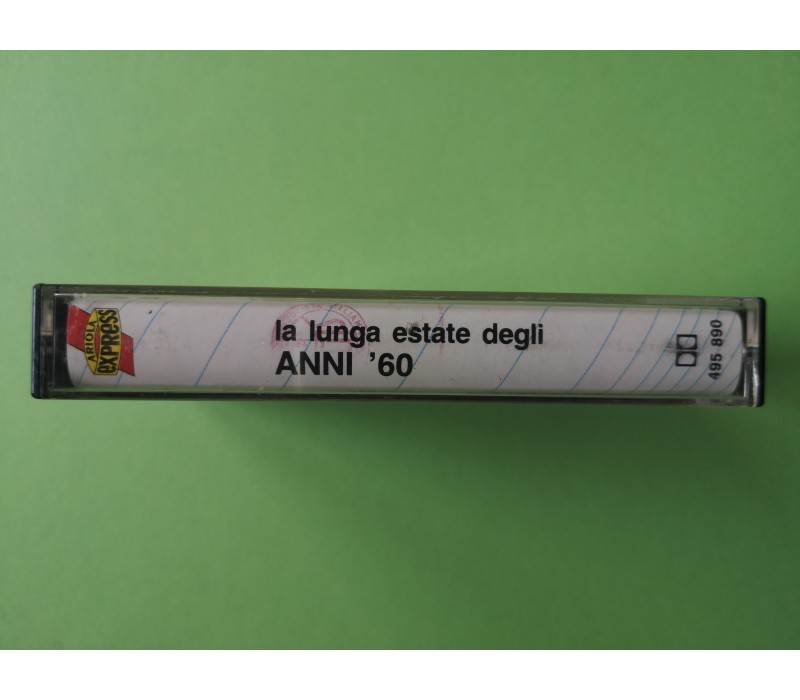 ARIOLA
express
la lunga estate degli
ANNI '60
495 890